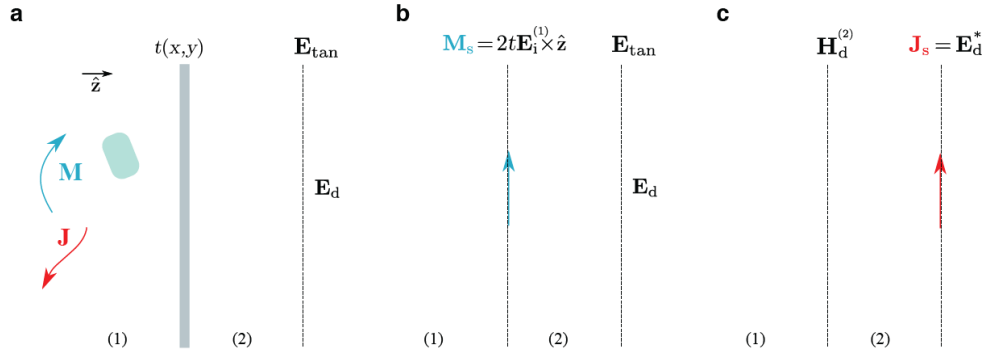 a
t(x,y)
E_tan
ẑ
M
J
E_d
(1)
(2)
b
M_s = 2tE_i^(1) × ẑ
E_tan
E_d
(1)
(2)
c
H_d^(2)
J_s = E_d^*
(1)
(2)